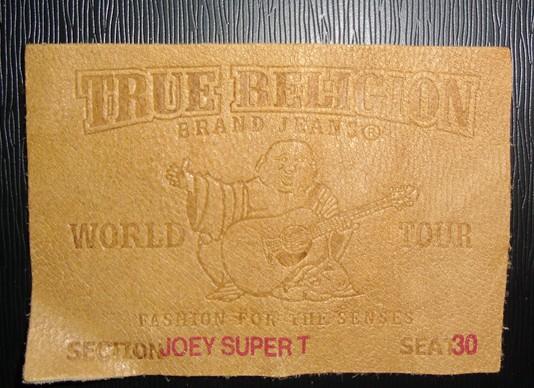 TRUE RELIGION
BRAND JEANS®
WORLD TOUR
FASHION FOR THE SENSES
SECTION JOEY SUPER T SEAT 30